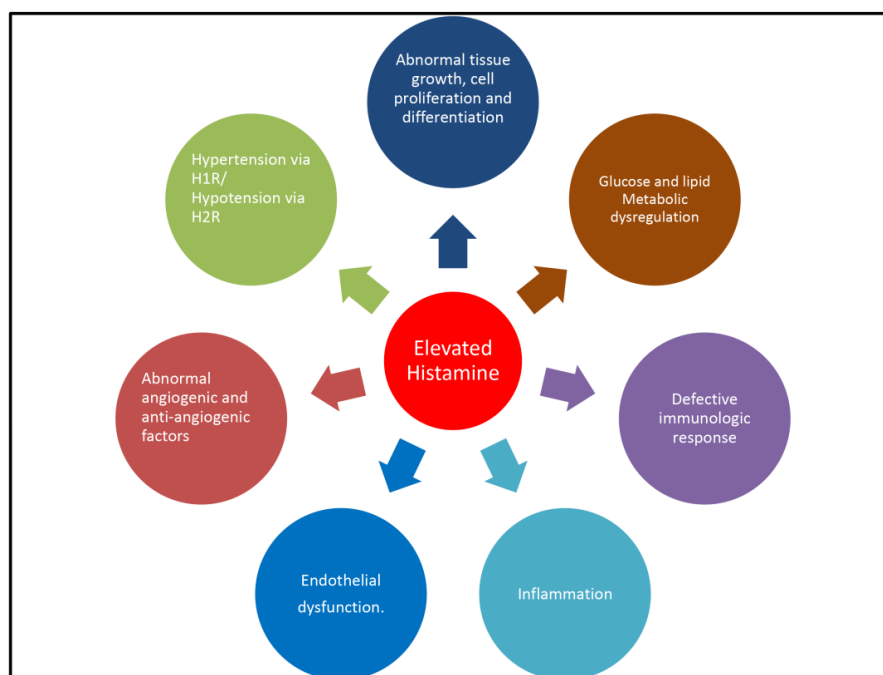 Abnormal tissue
growth, cell
proliferation and
differentiation
Hypertension via
H1R/
Hypotension via
H2R
Glucose and lipid
Metabolic
dysregulation
Elevated
Histamine
Abnormal
angiogenic and
anti-angiogenic
factors
Defective
immunologic
response
Endothelial
dysfunction.
Inflammation